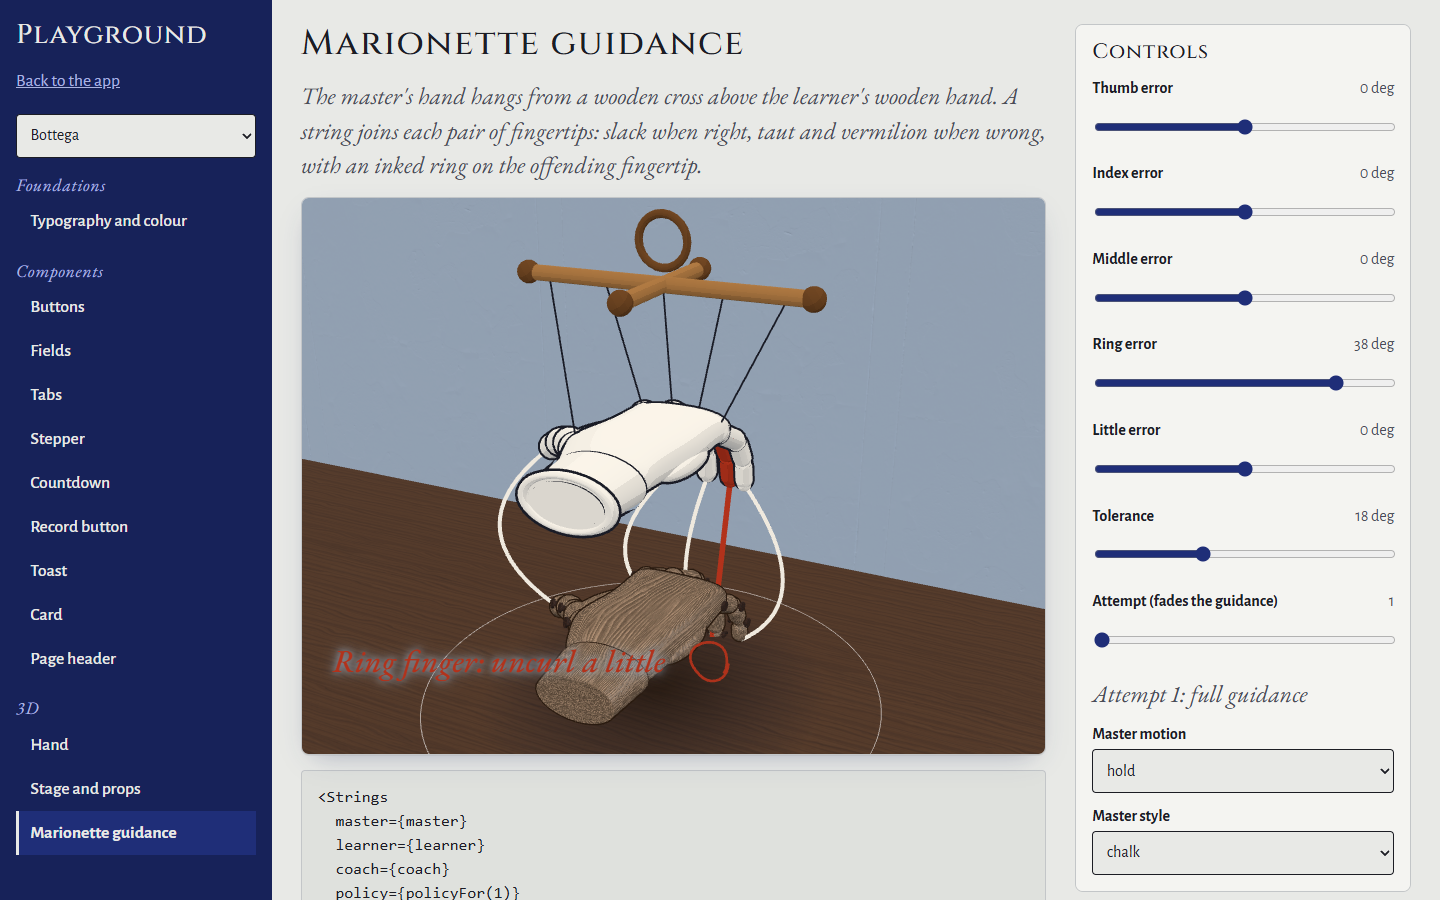 Playground
Back to the app
Bottega
Foundations
Typography and colour
Components
Buttons
Fields
Tabs
Stepper
Countdown
Record button
Toast
Card
Page header
3D
Hand
Stage and props
Marionette guidance
Marionette guidance
The master's hand hangs from a wooden cross above the learner's wooden hand. A
string joins each pair of fingertips: slack when right, taut and vermilion when wrong,
with an inked ring on the offending fingertip.
Ring finger: uncurl a little
<Strings
master={master}
learner={learner}
coach={coach}
policy={policyFor(1)}
Controls
Thumb error 0 deg
Index error 0 deg
Middle error 0 deg
Ring error 38 deg
Little error 0 deg
Tolerance 18 deg
Attempt (fades the guidance) 1
Attempt 1: full guidance
Master motion
hold
Master style
chalk